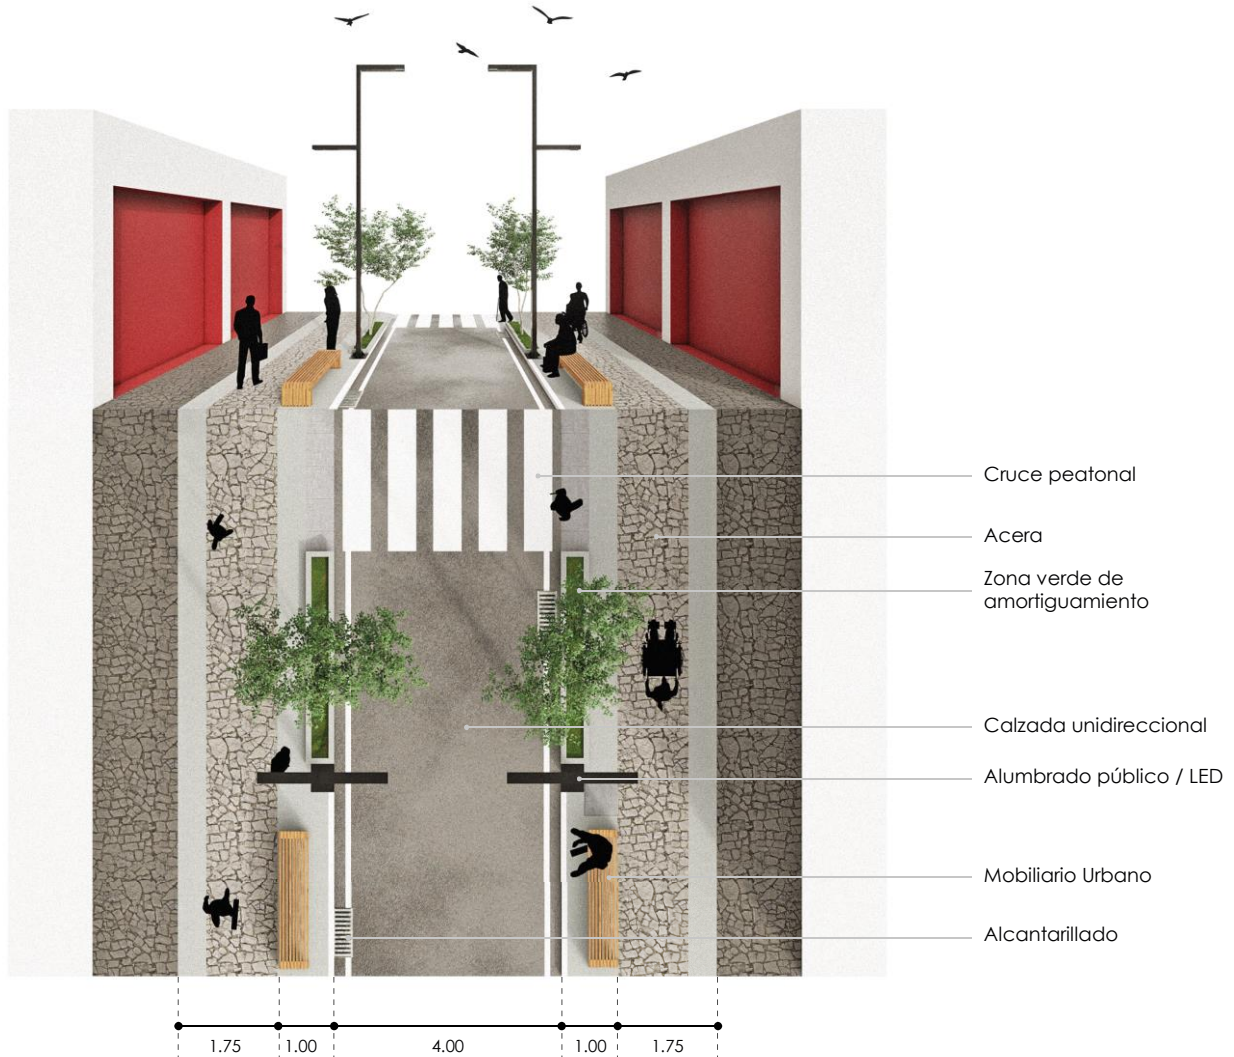 Cruce peatonal
Acera
Zona verde de
amortiguamiento
Calzada unidireccional
Alumbrado público / LED
Mobiliario Urbano
Alcantarillado
1.75 1.00 4.00 1.00 1.75